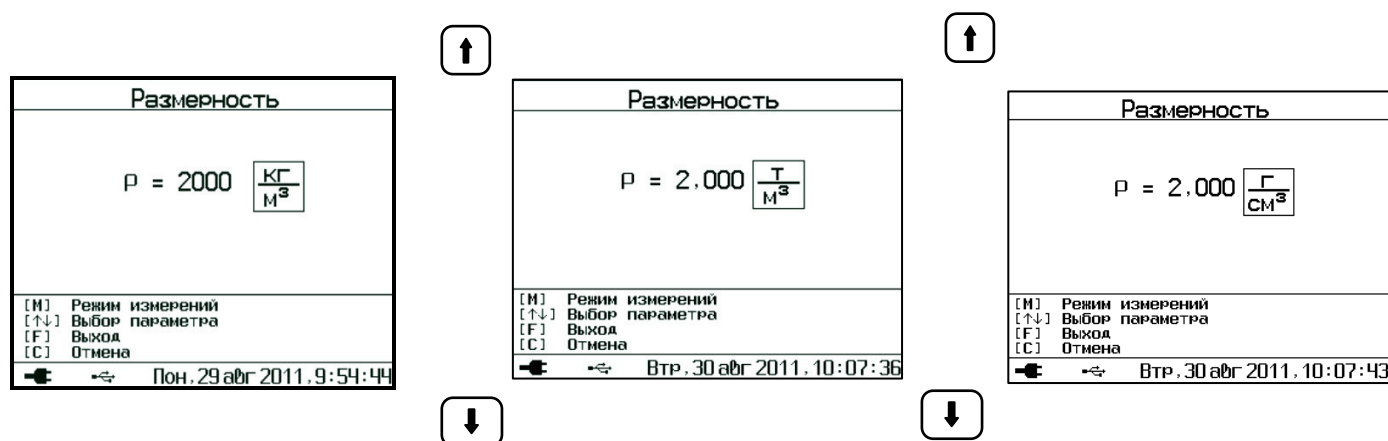 Размерность
ρ = 2000 кг/м³
[M] Режим измерений
[↑↓] Выбор параметра
[F] Выход
[C] Отмена
Пон, 29 авг 2011, 9:54:44
Размерность
ρ = 2,000 т/м³
[M] Режим измерений
[↑↓] Выбор параметра
[F] Выход
[C] Отмена
Втр, 30 авг 2011, 10:07:36
Размерность
ρ = 2,000 г/см³
[M] Режим измерений
[↑↓] Выбор параметра
[F] Выход
[C] Отмена
Втр, 30 авг 2011, 10:07:43